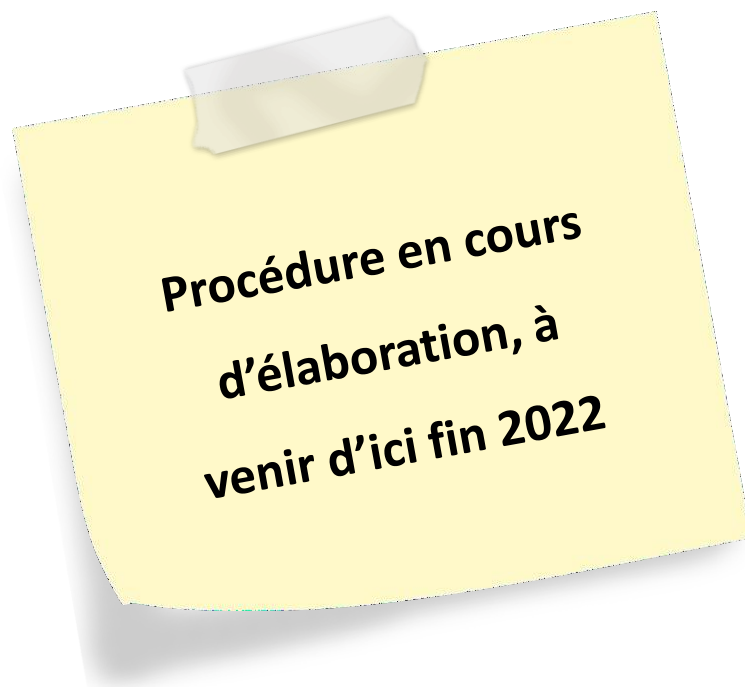 Procédure en cours
d’élaboration, à
venir d’ici fin 2022